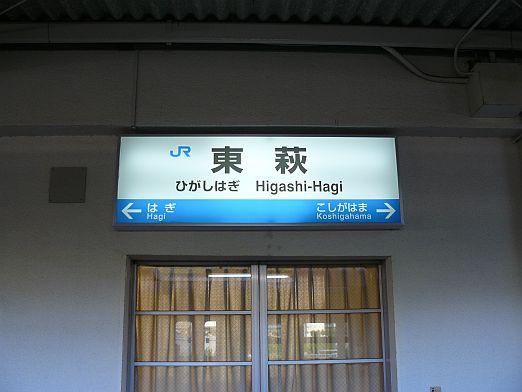 JR 東萩
ひがしはぎ Higashi-Hagi
← はぎ こしがはま →
Hagi Koshigahama